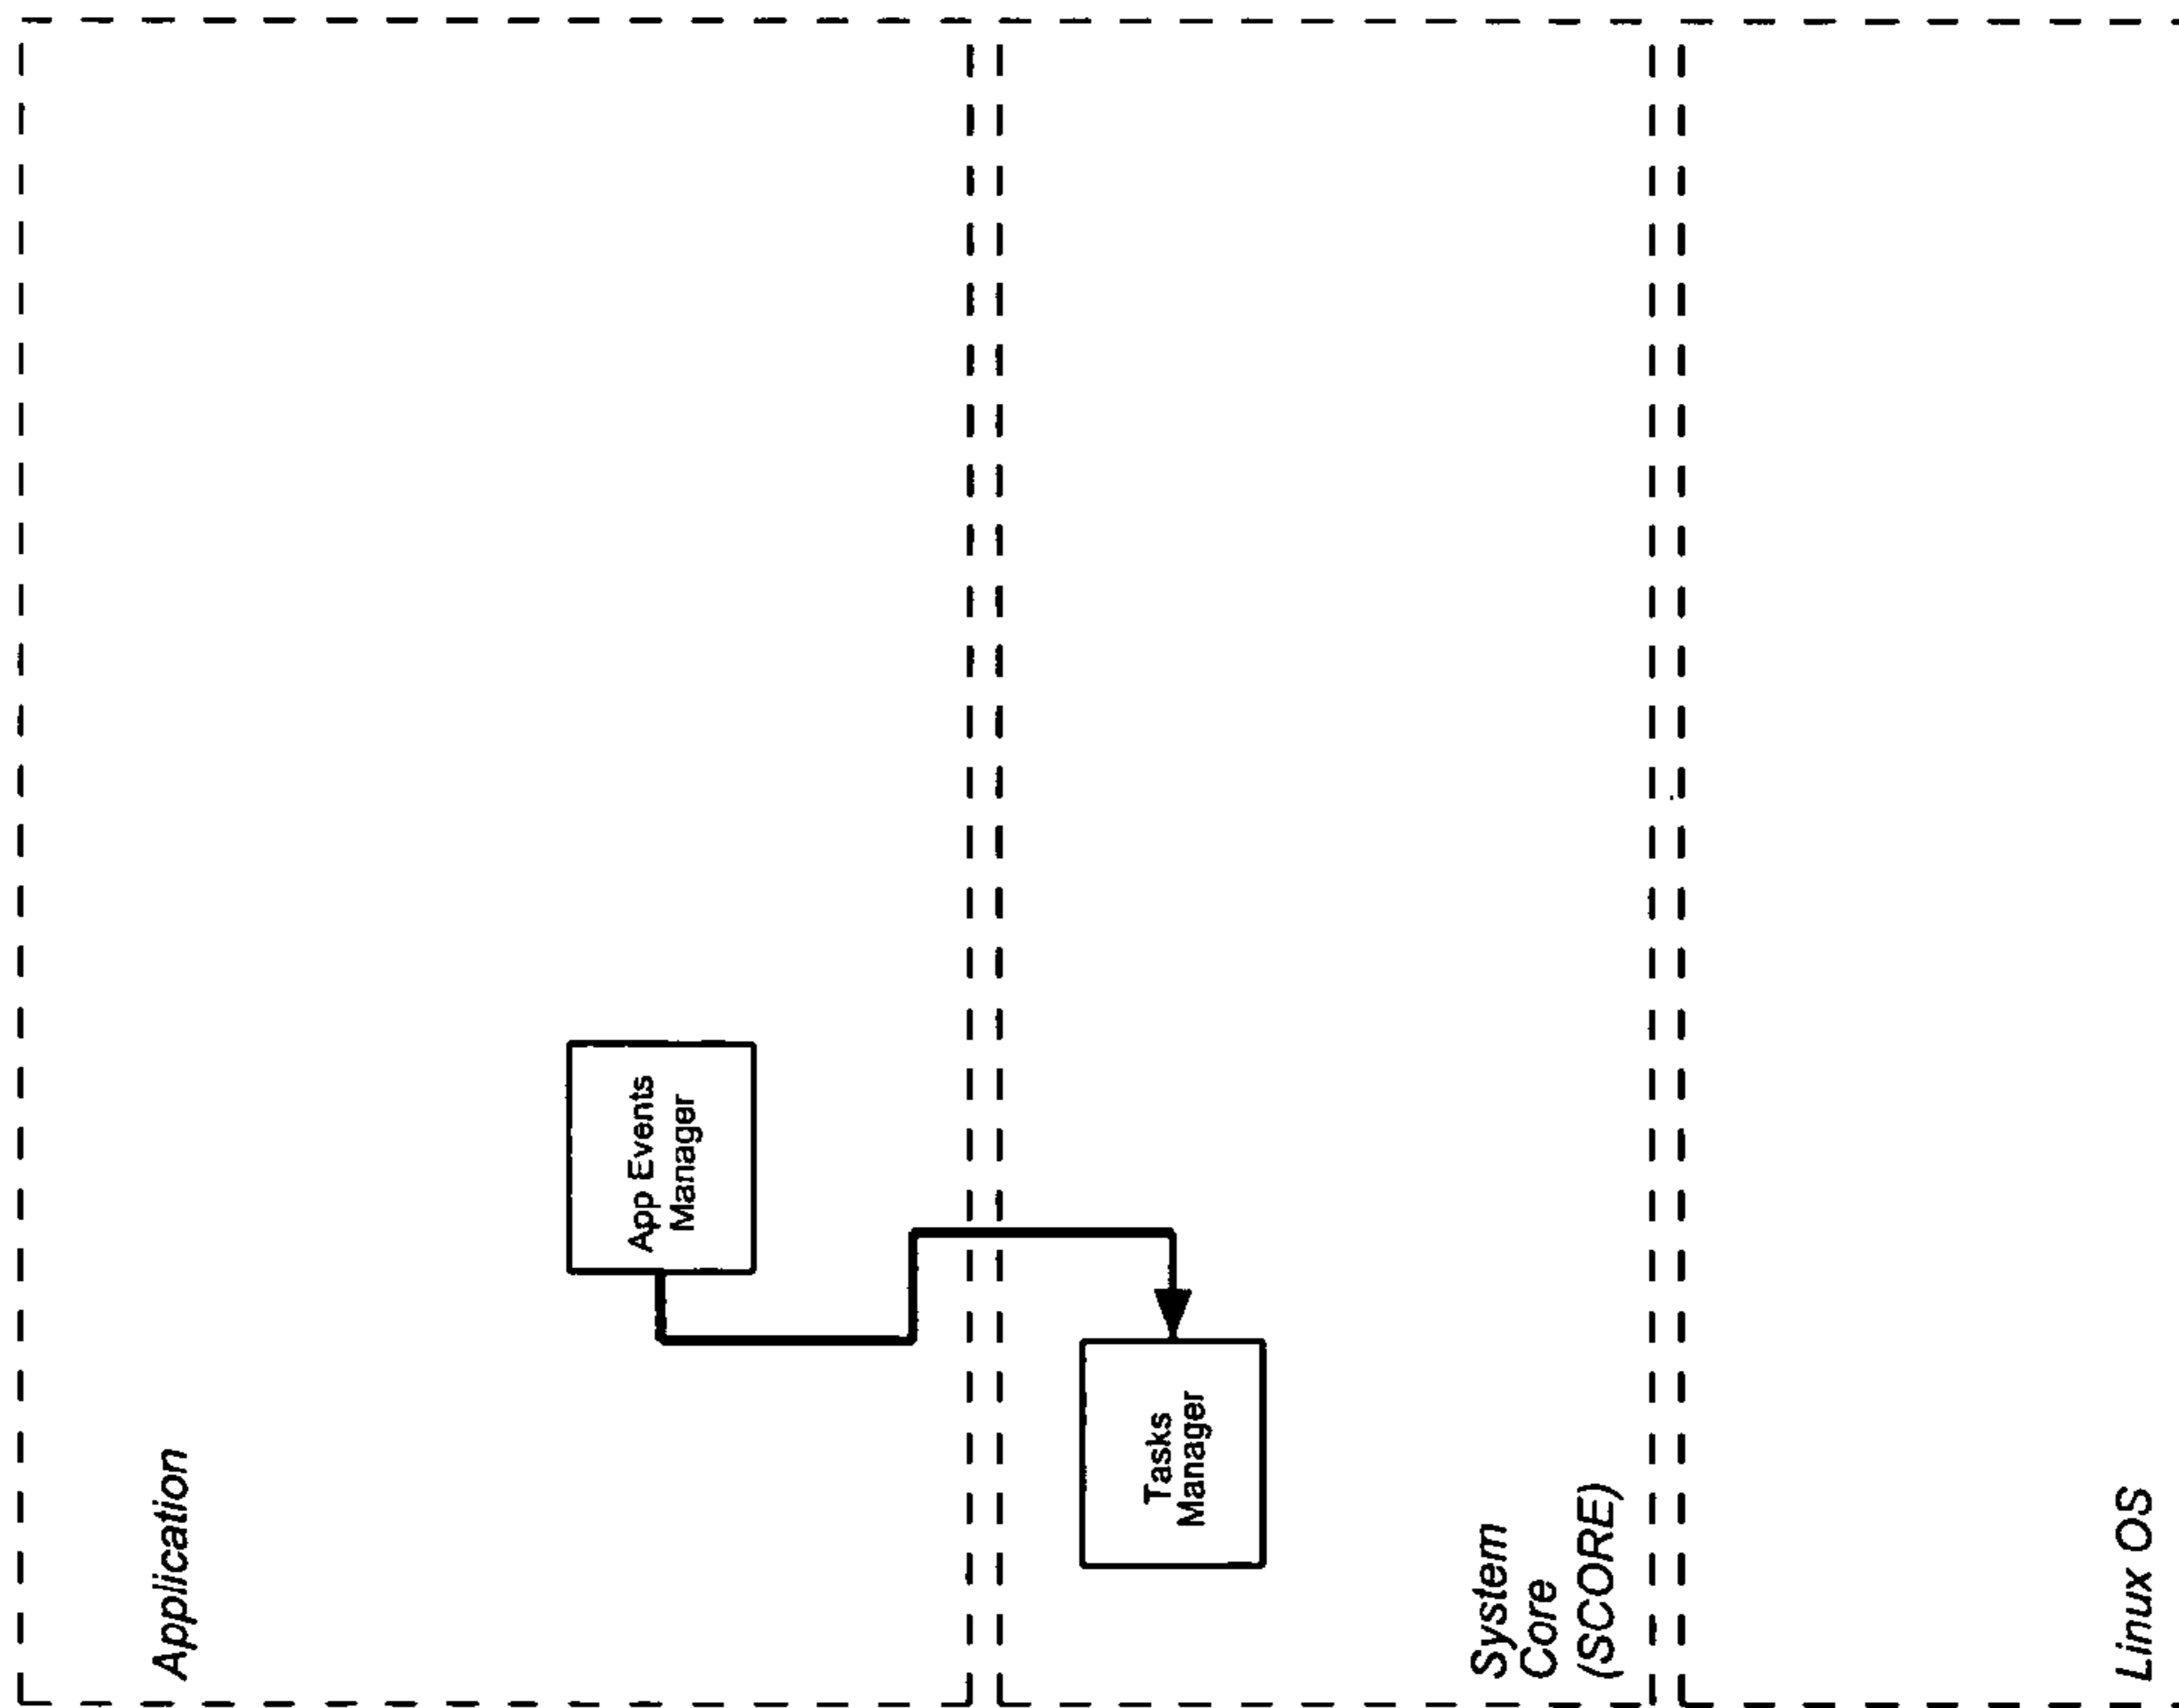 Application
App Events
Manager
Tasks
Manager
System
Core
(SCORE)
Linux OS